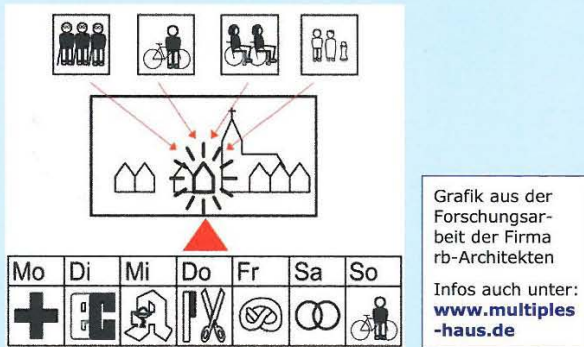 Mo Di Mi Do Fr Sa So
Grafik aus der
Forschungsar-
beit der Firma
rb-Architekten
Infos auch unter:
www.multiples
-haus.de